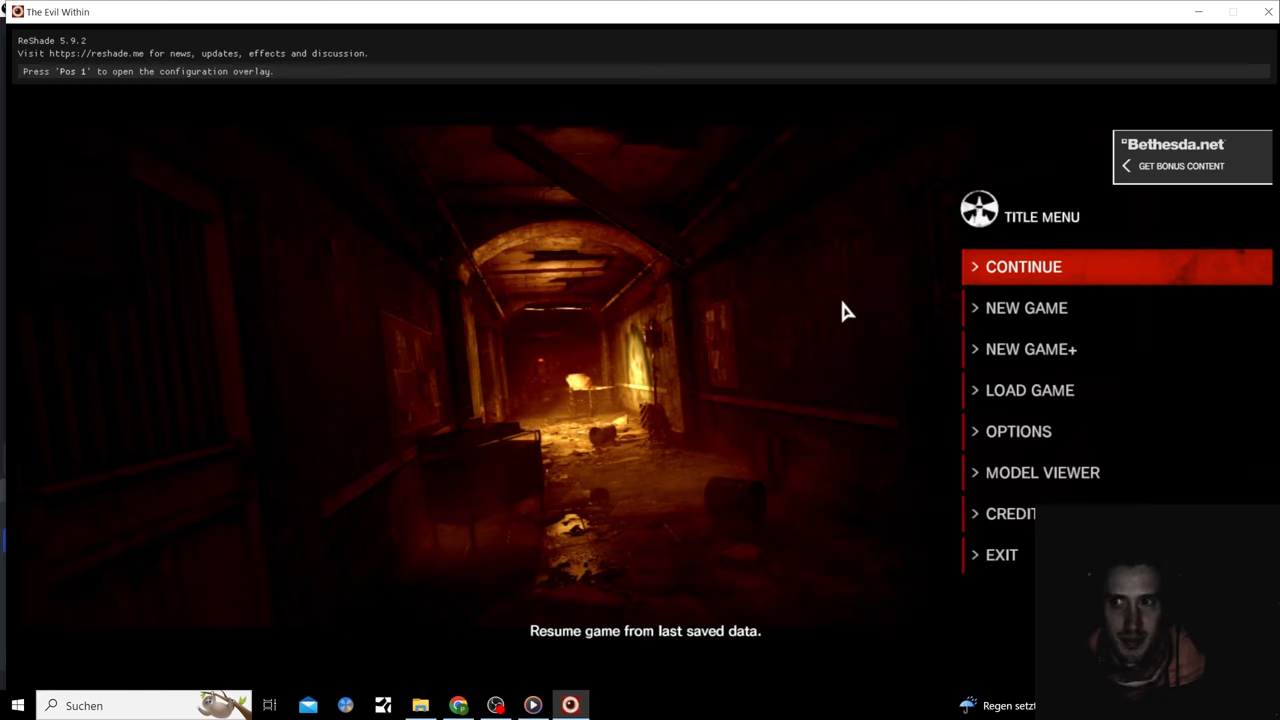 The Evil Within
ReShade 5.9.2
Visit https://reshade.me for news, updates, effects and discussion.
Press 'Pos 1' to open the configuration overlay.
Bethesda.net
GET BONUS CONTENT
TITLE MENU
CONTINUE
NEW GAME
NEW GAME+
LOAD GAME
OPTIONS
MODEL VIEWER
CREDIT
EXIT
Resume game from last saved data.
Suchen
Regen setzt